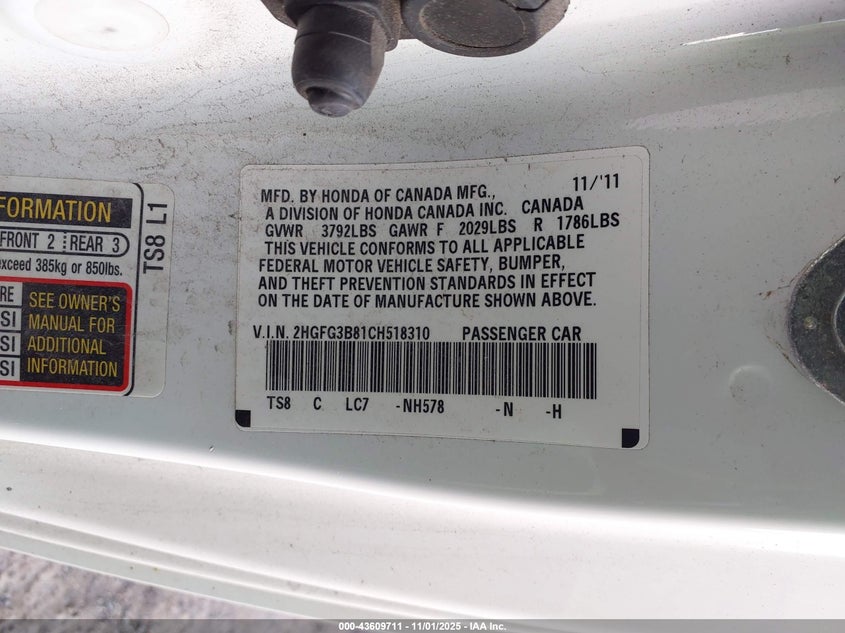 FORMATION
FRONT 2 REAR 3
exceed 385kg or 850lbs.
TS8 L1
RE
SI
SI
SI
SEE OWNER'S
MANUAL FOR
ADDITIONAL
INFORMATION
MFD. BY HONDA OF CANADA MFG., 11/'11
A DIVISION OF HONDA CANADA INC. CANADA
GVWR 3792LBS GAWR F 2029LBS R 1786LBS
THIS VEHICLE CONFORMS TO ALL APPLICABLE
FEDERAL MOTOR VEHICLE SAFETY, BUMPER,
AND THEFT PREVENTION STANDARDS IN EFFECT
ON THE DATE OF MANUFACTURE SHOWN ABOVE.
V.I.N. 2HGFG3B81CH518310 PASSENGER CAR
TS8 C LC7 -NH578 -N -H
000-43609711 - 11/01/2025 - IAA Inc.